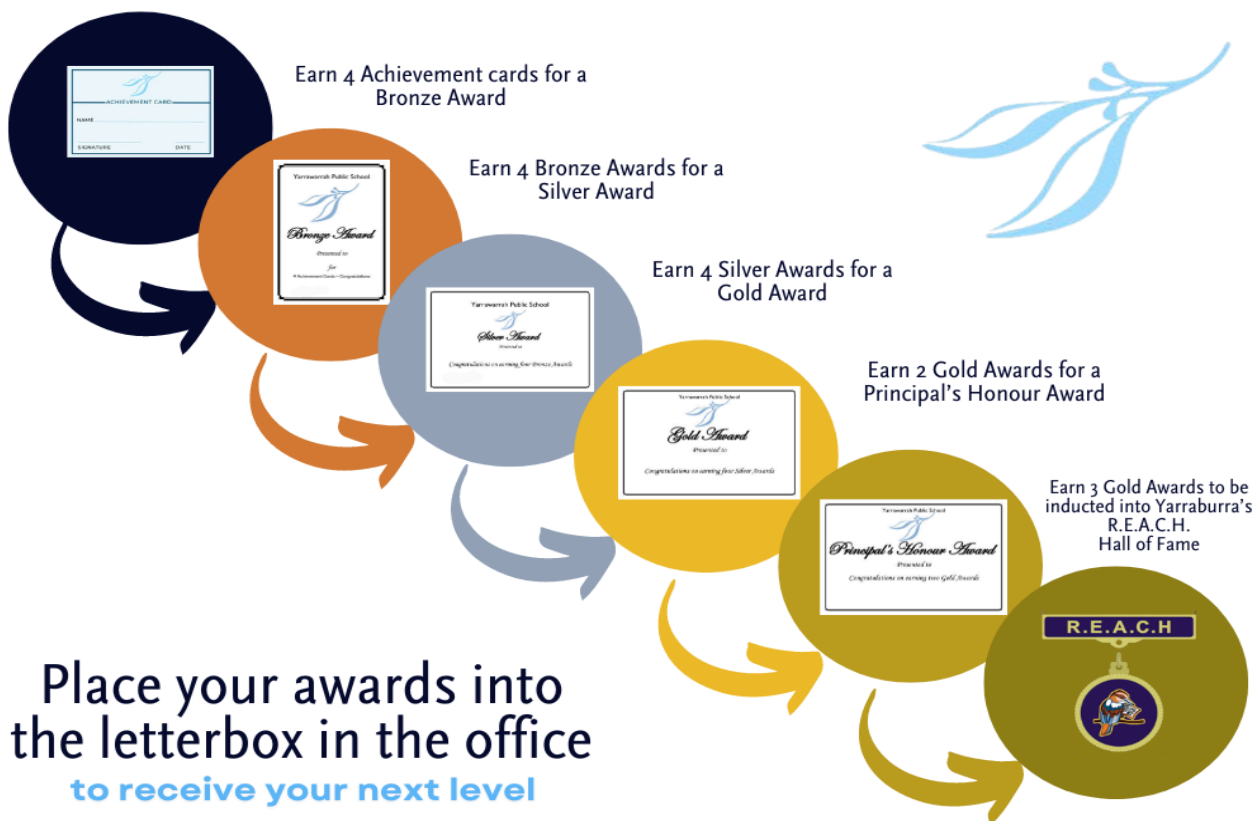 ACHIEVEMENT CARD
NAME
SIGNATURE DATE
Earn 4 Achievement cards for a
Bronze Award
Yarrawarrah Public School
Bronze Award
Presented to
for
4 Achievement Cards - Congratulations
Earn 4 Bronze Awards for a
Silver Award
Yarrawarrah Public School
Silver Award
Presented to
Congratulations on earning four Bronze Awards
Earn 4 Silver Awards for a
Gold Award
Yarrawarrah Public School
Gold Award
Presented to
Congratulations on earning four Silver Awards
Earn 2 Gold Awards for a
Principal's Honour Award
Yarrawarrah Public School
Principal's Honour Award
Presented to
Congratulations on earning two Gold Awards
Earn 3 Gold Awards to be
inducted into Yarraburra's
R.E.A.C.H.
Hall of Fame
R.E.A.C.H
Place your awards into
the letterbox in the office
to receive your next level